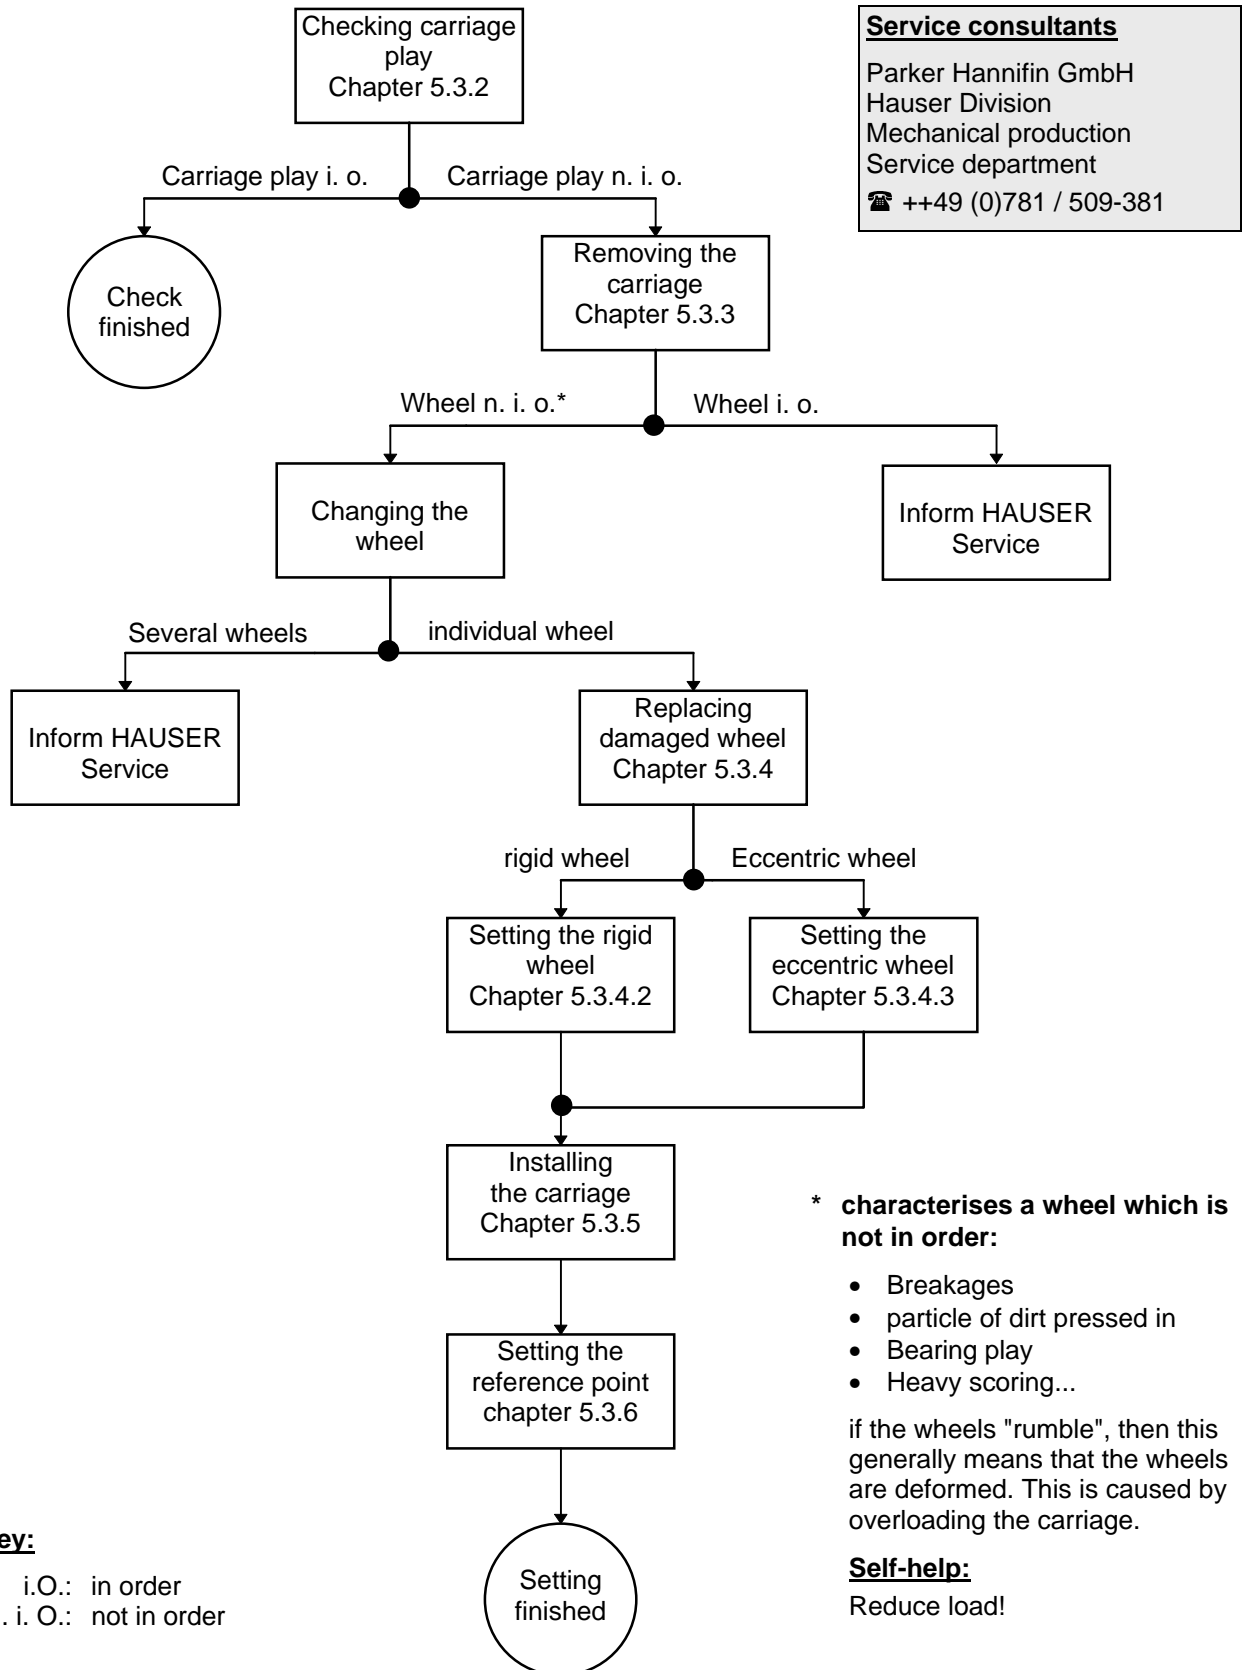 Checking carriage
play
Chapter 5.3.2
Service consultants
Parker Hannifin GmbH
Hauser Division
Mechanical production
Service department
☎ ++49 (0)781 / 509-381
Carriage play i. o.
Carriage play n. i. o.
Check
finished
Removing the
carriage
Chapter 5.3.3
Wheel n. i. o.*
Wheel i. o.
Changing the
wheel
Inform HAUSER
Service
Several wheels
individual wheel
Inform HAUSER
Service
Replacing
damaged wheel
Chapter 5.3.4
rigid wheel
Eccentric wheel
Setting the rigid
wheel
Chapter 5.3.4.2
Setting the
eccentric wheel
Chapter 5.3.4.3
Installing
the carriage
Chapter 5.3.5
Setting the
reference point
chapter 5.3.6
Setting
finished
* characterises a wheel which is
not in order:
• Breakages
• particle of dirt pressed in
• Bearing play
• Heavy scoring...
if the wheels "rumble", then this
generally means that the wheels
are deformed. This is caused by
overloading the carriage.
Self-help:
Reduce load!
ey:
i.O.: in order
. i. O.: not in order